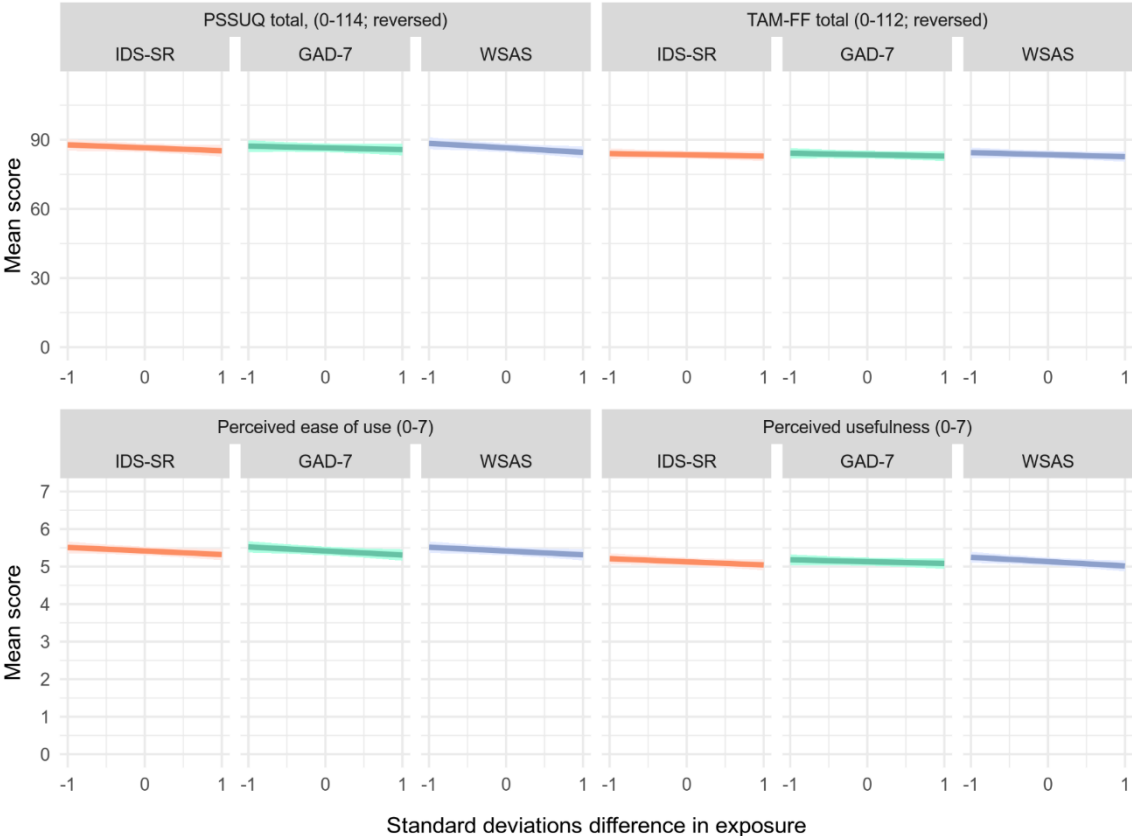 PSSUQ total, (0-114; reversed) TAM-FF total (0-112; reversed)
IDS-SR GAD-7 WSAS IDS-SR GAD-7 WSAS
Mean score
90
60
30
0
-1 0 1 -1 0 1 -1 0 1 -1 0 1 -1 0 1 -1 0 1
Perceived ease of use (0-7) Perceived usefulness (0-7)
IDS-SR GAD-7 WSAS IDS-SR GAD-7 WSAS
Mean score
7
6
5
4
3
2
1
0
-1 0 1 -1 0 1 -1 0 1 -1 0 1 -1 0 1 -1 0 1
Standard deviations difference in exposure